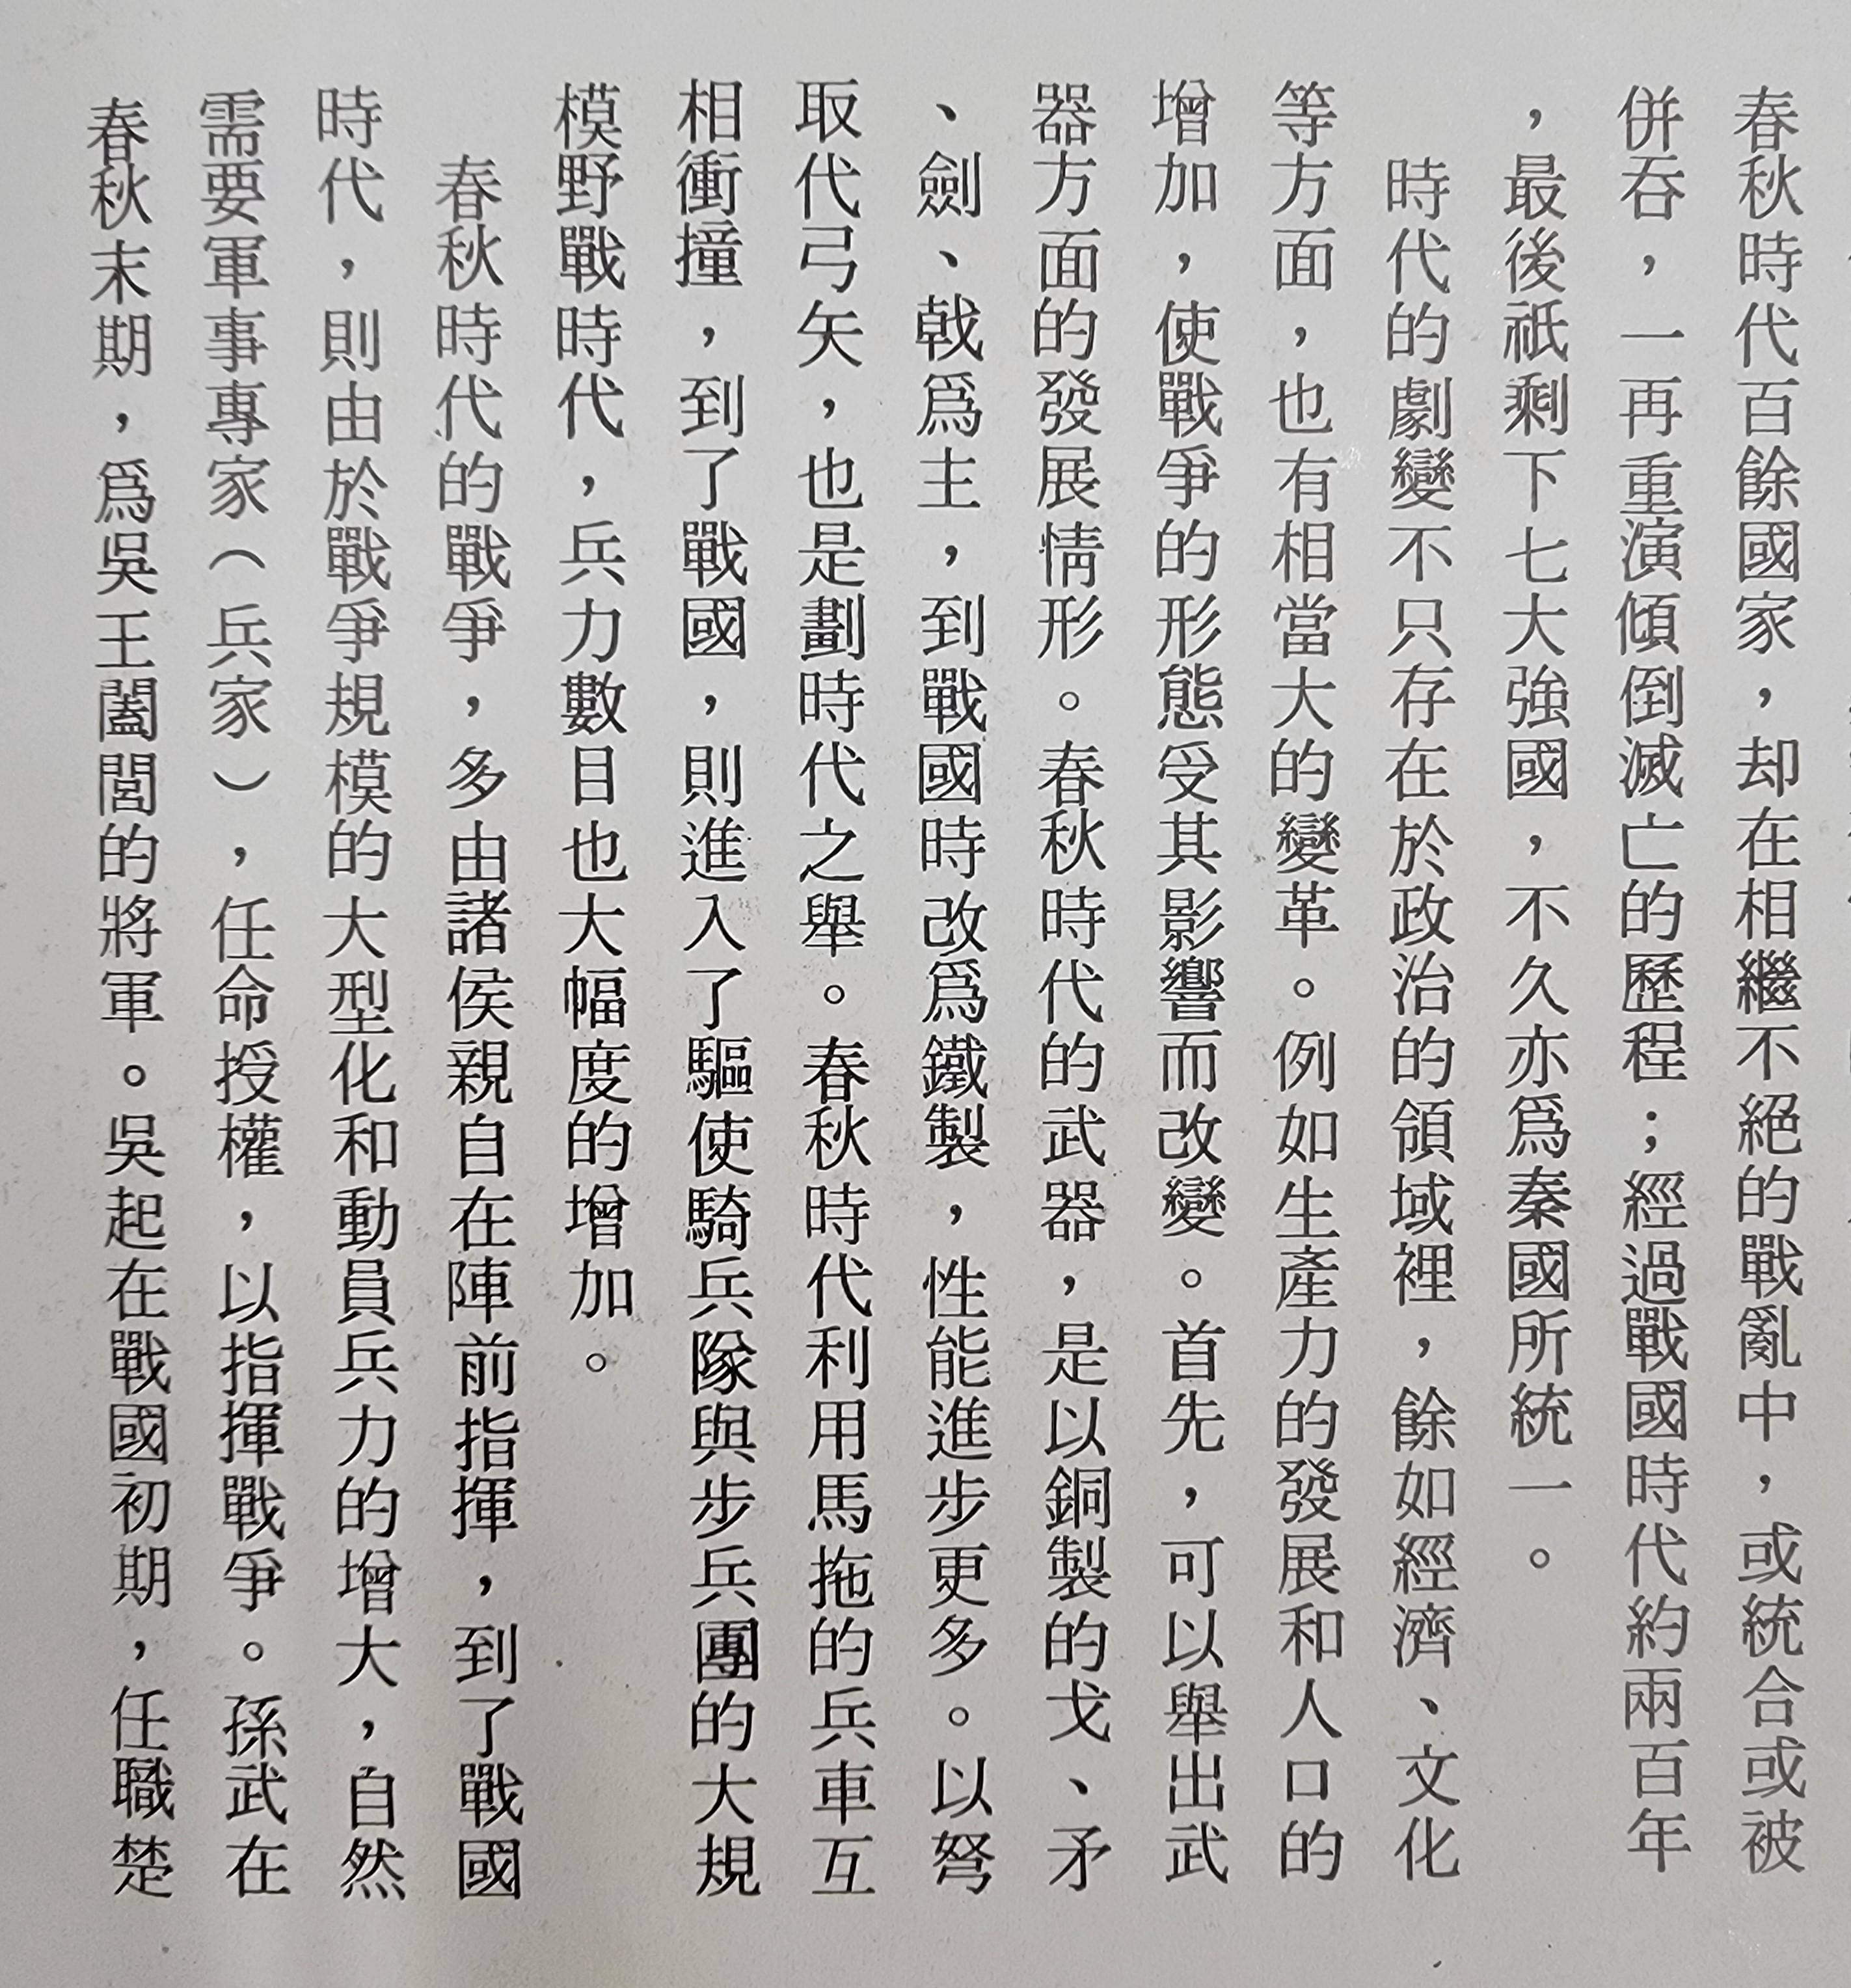 春秋時代百餘國家，却在相繼不絕的戰亂中，或統合或被
併吞，一再重演傾倒滅亡的歷程；經過戰國時代約兩百年
，最後祇剩下七大強國，不久亦爲秦國所統一。
時代的劇變不只存在於政治的領域裡，餘如經濟、文化
等方面，也有相當大的變革。例如生產力的發展和人口的
增加，使戰爭的形態受其影響而改變。首先，可以舉出武
器方面的發展情形。春秋時代的武器，是以銅製的戈、矛
、劍、戟爲主，到戰國時改爲鐵製，性能進步更多。以弩
取代弓矢，也是劃時代之舉。春秋時代利用馬拖的兵車互
相衝撞，到了戰國，則進入了驅使騎兵隊與步兵團的大規
模野戰時代，兵力數目也大幅度的增加。
春秋時代的戰爭，多由諸侯親自在陣前指揮，到了戰國
時代，則由於戰爭規模的大型化和動員兵力的增大，自然
需要軍事專家（兵家），任命授權，以指揮戰爭。孫武在
春秋末期，爲吳王闔閭的將軍。吳起在戰國初期，任職楚